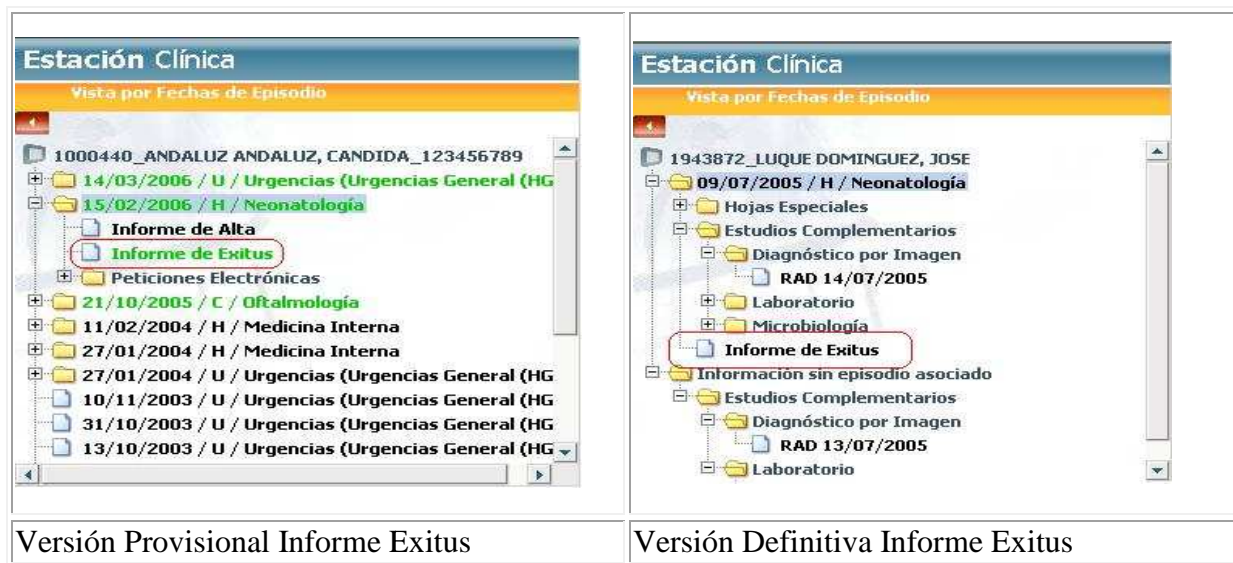 Estación Clínica
Vista por Fechas de Episodio
1000440_ANDALUZ ANDALUZ, CANDIDA_123456789
14/03/2006 / U / Urgencias (Urgencias General (HG
15/02/2006 / H / Neonatología
Informe de Alta
Informe de Exitus
Peticiones Electrónicas
21/10/2005 / C / Oftalmología
11/02/2004 / H / Medicina Interna
27/01/2004 / H / Medicina Interna
27/01/2004 / U / Urgencias (Urgencias General (HG
10/11/2003 / U / Urgencias (Urgencias General (HG
31/10/2003 / U / Urgencias (Urgencias General (HG
13/10/2003 / U / Urgencias (Urgencias General (HG
Versión Provisional Informe Exitus
Estación Clínica
Vista por Fechas de Episodio
1943872_LUQUE DOMINGUEZ, JOSE
09/07/2005 / H / Neonatología
Hojas Especiales
Estudios Complementarios
Diagnóstico por Imagen
RAD 14/07/2005
Laboratorio
Microbiología
Informe de Exitus
Información sin episodio asociado
Estudios Complementarios
Diagnóstico por Imagen
RAD 13/07/2005
Laboratorio
Versión Definitiva Informe Exitus